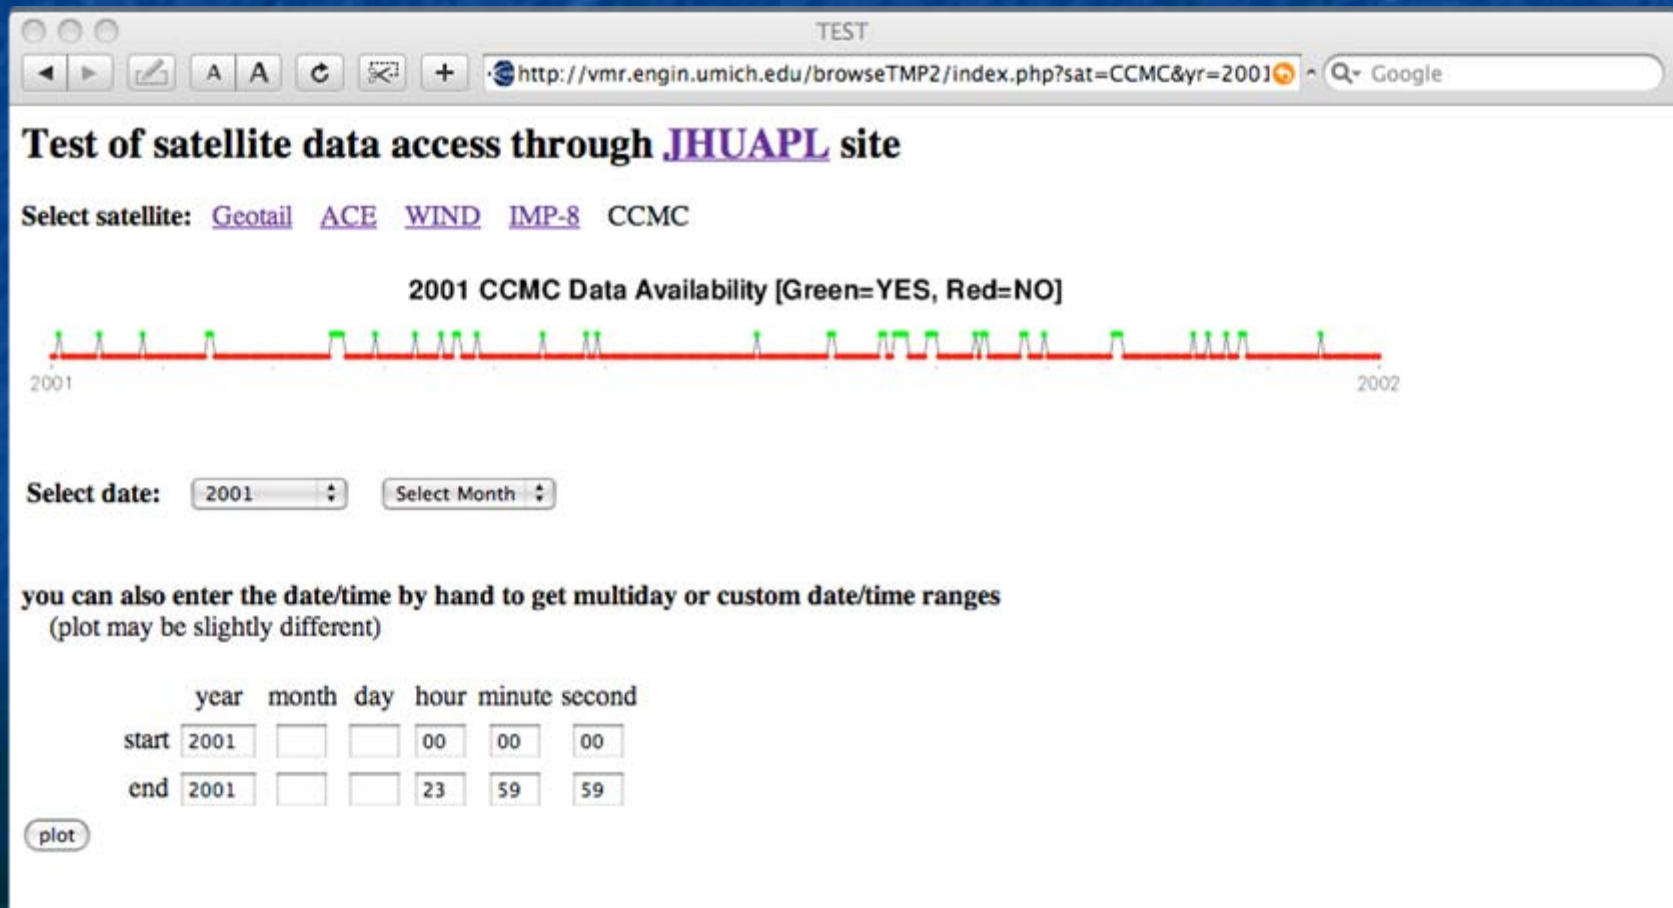 TEST
A A + http://vmr.engin.umich.edu/browseTMP2/index.php?sat=CCMC&yr=2001 Google
Test of satellite data access through JHUAPL site
Select satellite: Geotail ACE WIND IMP-8 CCMC
2001 CCMC Data Availability [Green=YES, Red=NO]
2001 2002
Select date: 2001 Select Month
you can also enter the date/time by hand to get multiday or custom date/time ranges
(plot may be slightly different)
year month day hour minute second
start 2001 00 00 00
end 2001 23 59 59
plot